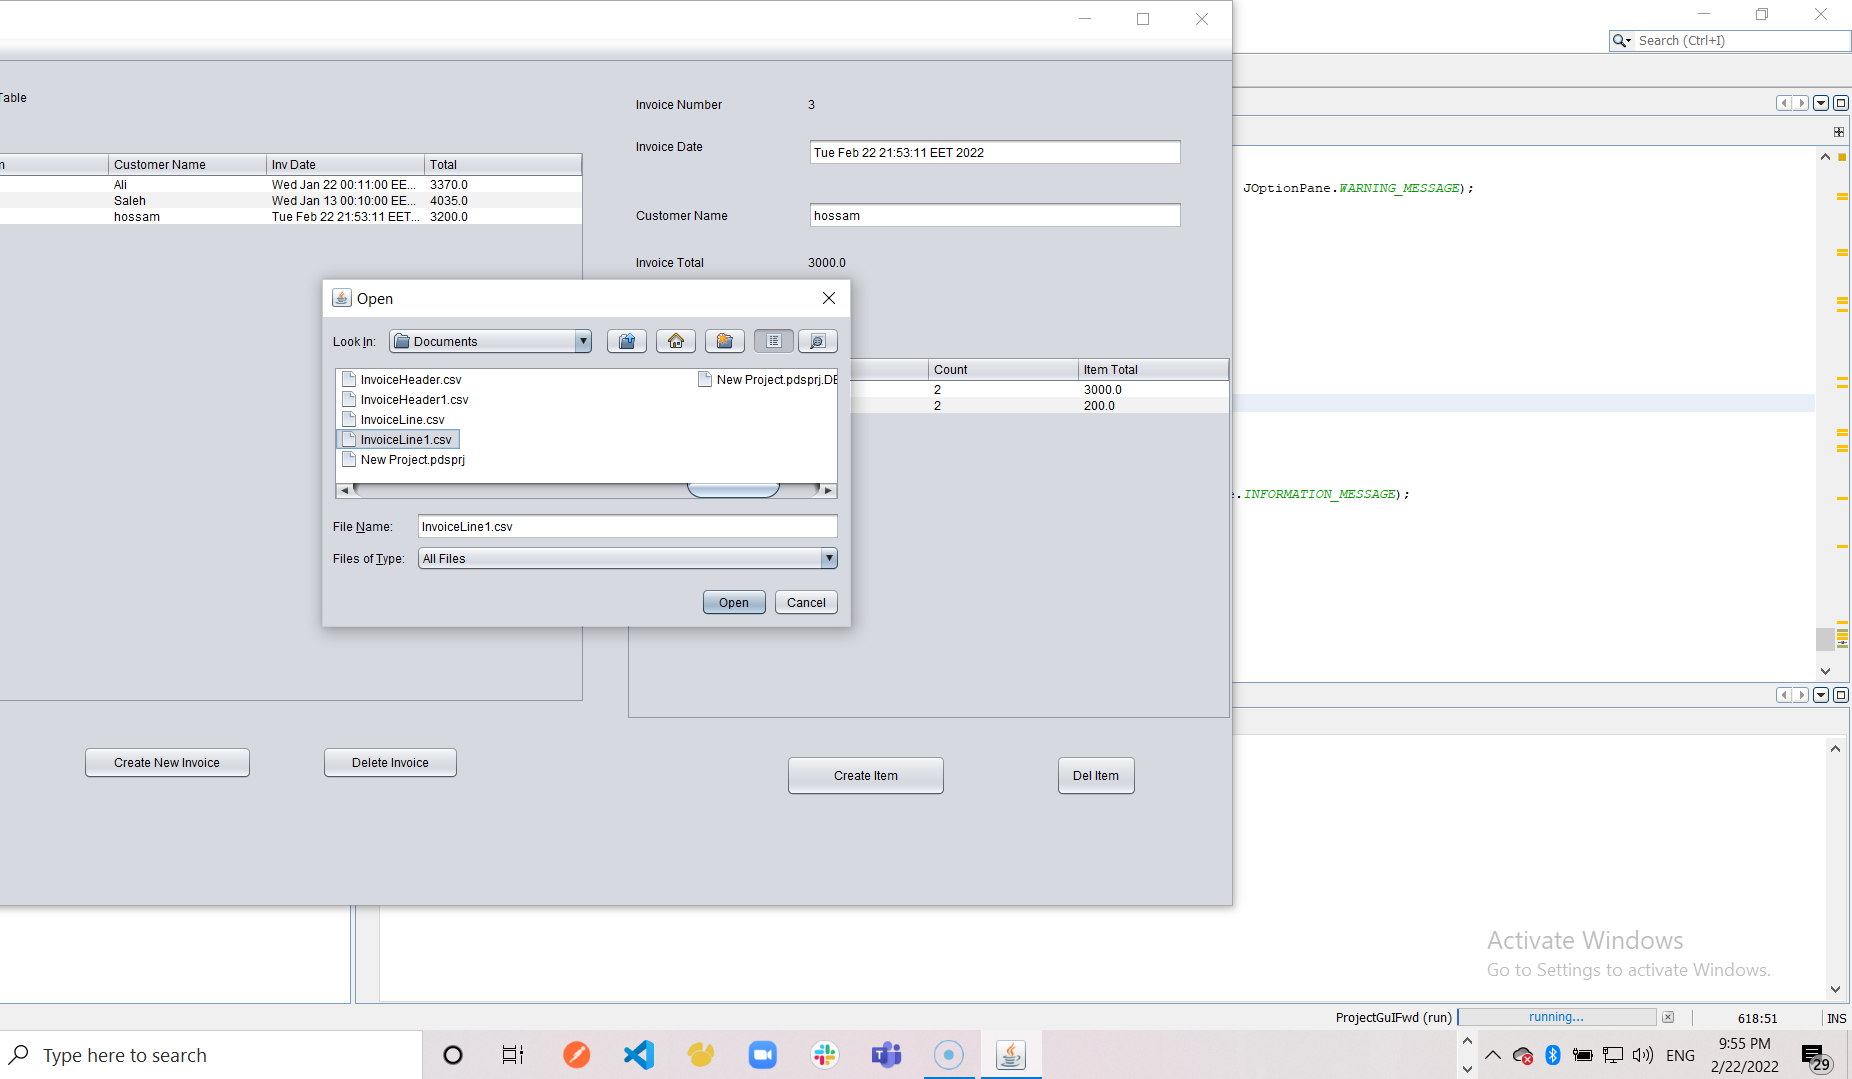 Search (Ctrl+I)
Table
Invoice Number 3
Invoice Date Tue Feb 22 21:53:11 EET 2022
Customer Name Inv Date Total
Ali Wed Jan 22 00:11:00 EE... 3370.0
Saleh Wed Jan 13 00:10:00 EE... 4035.0
hossam Tue Feb 22 21:53:11 EET... 3200.0
Customer Name hossam
Invoice Total 3000.0
JOptionPane.WARNING_MESSAGE);
Open
Look In: Documents
InvoiceHeader.csv
InvoiceHeader1.csv
InvoiceLine.csv
InvoiceLine1.csv
New Project.pdsprj
New Project.pdsprj.DE
File Name: InvoiceLine1.csv
Files of Type: All Files
Open Cancel
Count Item Total
2 3000.0
2 200.0
.INFORMATION_MESSAGE);
Create New Invoice Delete Invoice
Create Item Del Item
Activate Windows
Go to Settings to activate Windows.
ProjectGuIFwd (run) running... 618:51 INS
Type here to search
ENG
9:55 PM
2/22/2022
29